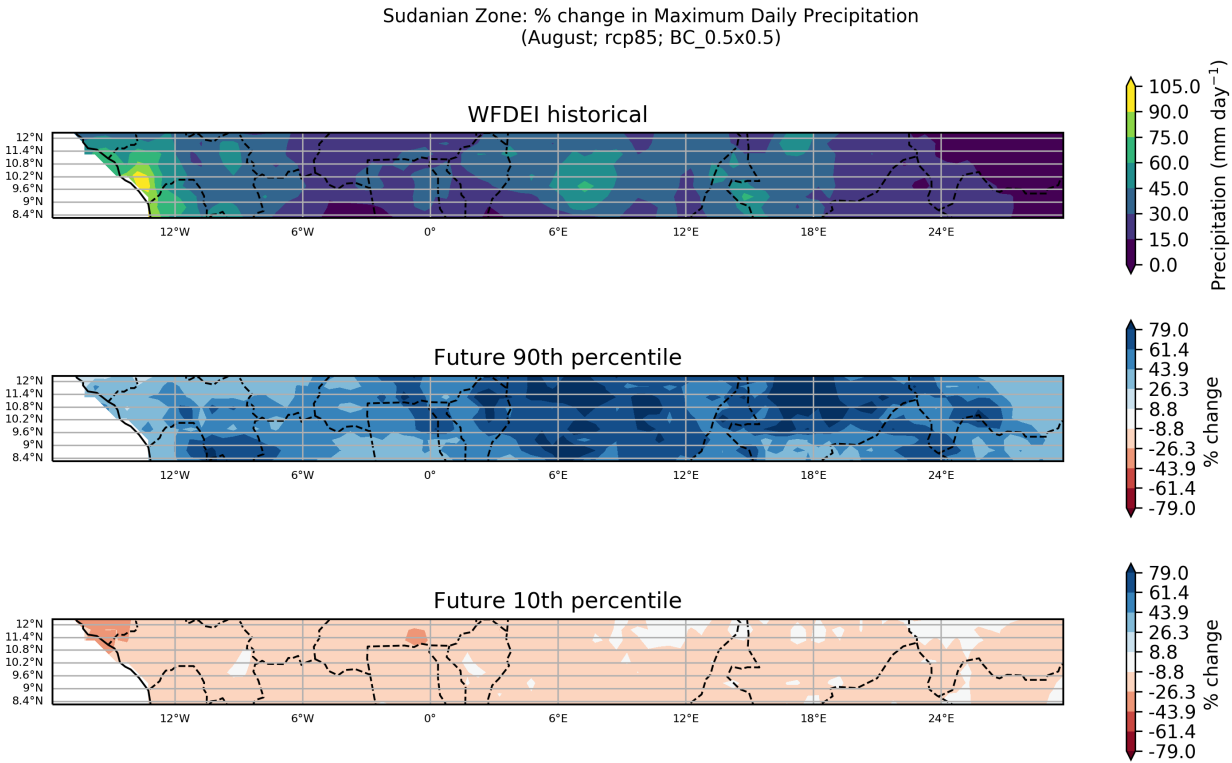 Sudanian Zone: % change in Maximum Daily Precipitation
(August; rcp85; BC_0.5x0.5)
WFDEI historical
12°N
11.4°N
10.8°N
10.2°N
9.6°N
9°N
8.4°N
12°W 6°W 0° 6°E 12°E 18°E 24°E
105.0
90.0
75.0
60.0
45.0
30.0
15.0
0.0
Precipitation (mm day⁻¹)
Future 90th percentile
12°N
11.4°N
10.8°N
10.2°N
9.6°N
9°N
8.4°N
12°W 6°W 0° 6°E 12°E 18°E 24°E
79.0
61.4
43.9
26.3
8.8
-8.8
-26.3
-43.9
-61.4
-79.0
% change
Future 10th percentile
12°N
11.4°N
10.8°N
10.2°N
9.6°N
9°N
8.4°N
12°W 6°W 0° 6°E 12°E 18°E 24°E
79.0
61.4
43.9
26.3
8.8
-8.8
-26.3
-43.9
-61.4
-79.0
% change